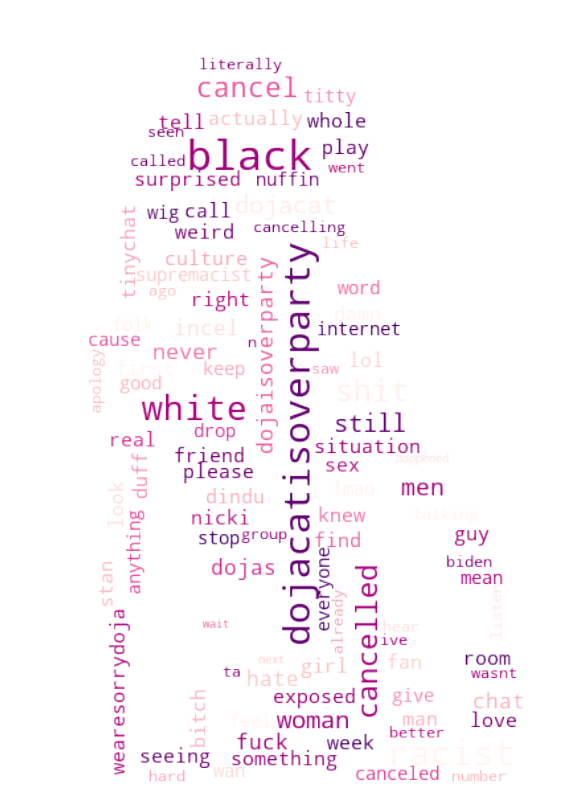 literally
cancel
titty
tell
actually
whole
seen
black
play
called
went
surprised
nuffin
wig
call
dojacat
tinychat
weird
cancelling
life
culture
supremacist
ago
right
word
damn
folk
incel
internet
cause
never
n
dojaisoverparty
dojacatisoverparty
apology
first
keep
saw
lol
good
shit
white
drop
still
real
situation
friend
sex
happened
please
duff
look
dindu
lmao
men
anything
nicki
knew
talking
stop
group
find
guy
dojas
everyone
biden
mean
stan
cancelled
already
listen
wearesorrydoja
wait
hear
ive
next
room
ta
girl
fan
wasnt
hate
bitch
exposed
give
chat
feel
woman
man
love
better
fuck
week
racist
seeing
something
hard
wah
canceled
number